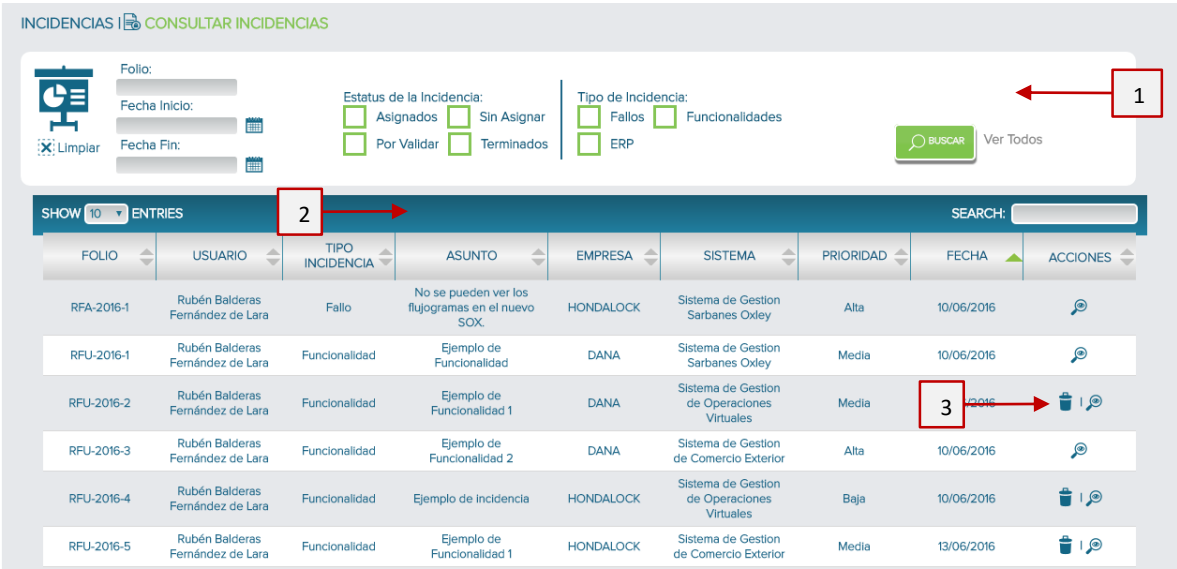 INCIDENCIAS | CONSULTAR INCIDENCIAS
Folio:
Fecha Inicio:
Fecha Fin:
Limpiar
Estatus de la Incidencia:
Asignados Sin Asignar
Por Validar Terminados
Tipo de Incidencia:
Fallos Funcionalidades
ERP
BUSCAR Ver Todos
1
SHOW 10 ENTRIES
2
SEARCH:
FOLIO USUARIO TIPO INCIDENCIA ASUNTO EMPRESA SISTEMA PRIORIDAD FECHA ACCIONES
RFA-2016-1 Rubén Balderas Fernández de Lara Fallo No se pueden ver los flujogramas en el nuevo SOX. HONDALOCK Sistema de Gestion Sarbanes Oxley Alta 10/06/2016
RFU-2016-1 Rubén Balderas Fernández de Lara Funcionalidad Ejemplo de Funcionalidad DANA Sistema de Gestion Sarbanes Oxley Media 10/06/2016
RFU-2016-2 Rubén Balderas Fernández de Lara Funcionalidad Ejemplo de Funcionalidad 1 DANA Sistema de Gestion de Operaciones Virtuales Media 3 /2016
RFU-2016-3 Rubén Balderas Fernández de Lara Funcionalidad Ejemplo de Funcionalidad 2 DANA Sistema de Gestion de Comercio Exterior Alta 10/06/2016
RFU-2016-4 Rubén Balderas Fernández de Lara Funcionalidad Ejemplo de incidencia HONDALOCK Sistema de Gestion de Operaciones Virtuales Baja 10/06/2016
RFU-2016-5 Rubén Balderas Fernández de Lara Funcionalidad Ejemplo de Funcionalidad 1 HONDALOCK Sistema de Gestion de Comercio Exterior Media 13/06/2016